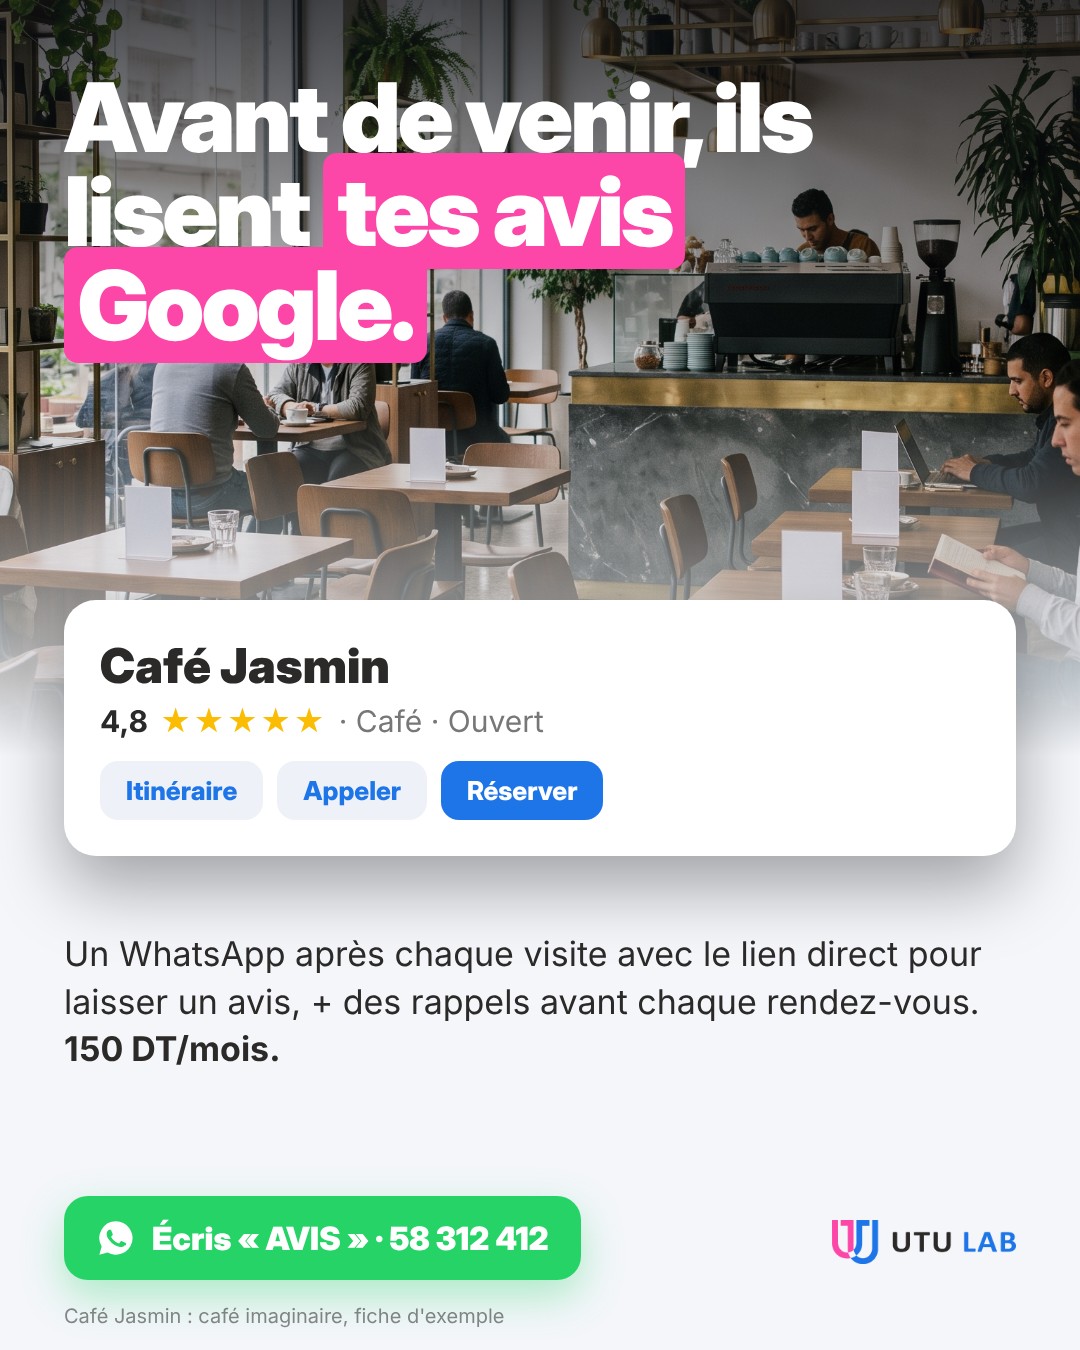 Avant de venir, ils
lisent tes avis
Google.
Café Jasmin
4,8 ★★★★★ · Café · Ouvert
Itinéraire Appeler Réserver
Un WhatsApp après chaque visite avec le lien direct pour
laisser un avis, + des rappels avant chaque rendez-vous.
150 DT/mois.
Écris « AVIS » · 58 312 412
UTU LAB
Café Jasmin : café imaginaire, fiche d'exemple